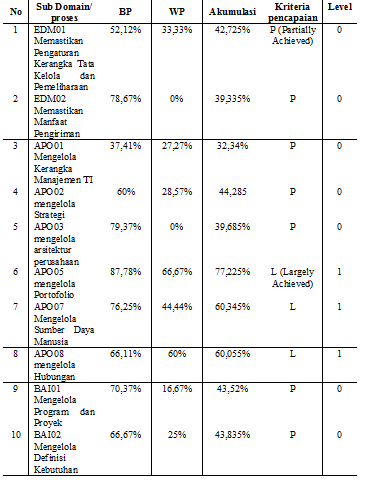 No Sub Domain/ proses BP WP Akumulasi Kriteria pencapaian Level
1 EDM01 52,12% 33,33% 42,725% P (Partially 0
Memastikan Achieved)
Pengaturan
Kerangka Tata
Kelola dan
Pemeliharaan
2 EDM02 78,67% 0% 39,335% P 0
Memastikan
Manfaat
Pengiriman
3 APO01 37,41% 27,27% 32,34% P 0
Mengelola
Kerangka
Manajemen TI
4 APO02 60% 28,57% 44,285 P 0
mengelola
Strategi
5 APO03 79,37% 0% 39,685% P 0
mengelola
arsitektur
perusahaan
6 APO05 87,78% 66,67% 77,225% L (Largely 1
mengelola Achieved)
Portofolio
7 APO07 76,25% 44,44% 60,345% L 1
Mengelola
Sumber Daya
Manusia
8 APO08 66,11% 60% 60,055% L 1
mengelola
Hubungan
9 BAI01 70,37% 16,67% 43,52% P 0
Mengelola
Program dan
Proyek
10 BAI02 66,67% 25% 43,835% P 0
Mengelola
Definisi
Kebutuhan